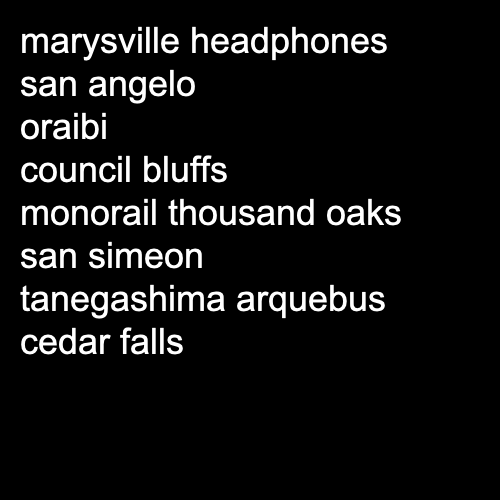 marysville headphones
san angelo
oraibi
council bluffs
monorail thousand oaks
san simeon
tanegashima arquebus
cedar falls